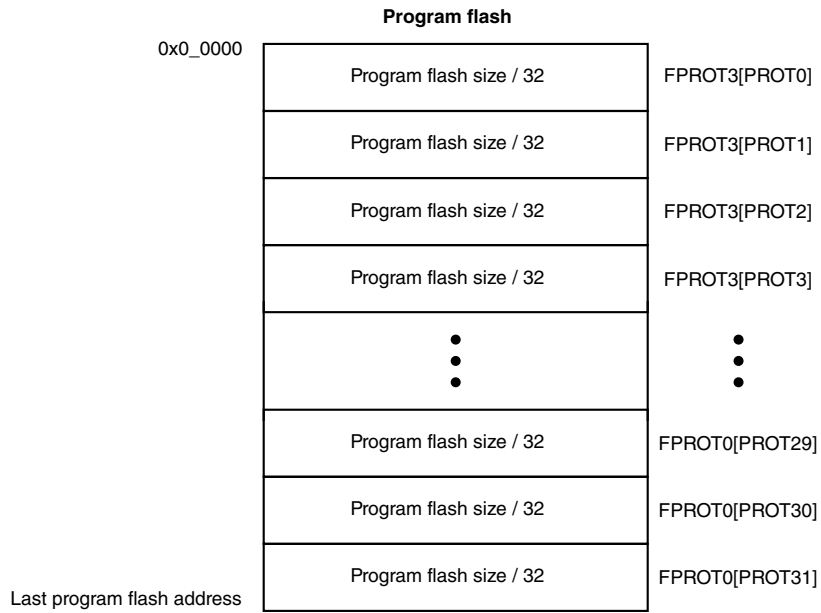 Program flash
0x0_0000
Program flash size / 32 FPROT3[PROT0]
Program flash size / 32 FPROT3[PROT1]
Program flash size / 32 FPROT3[PROT2]
Program flash size / 32 FPROT3[PROT3]
Program flash size / 32 FPROT0[PROT29]
Program flash size / 32 FPROT0[PROT30]
Program flash size / 32 FPROT0[PROT31]
Last program flash address